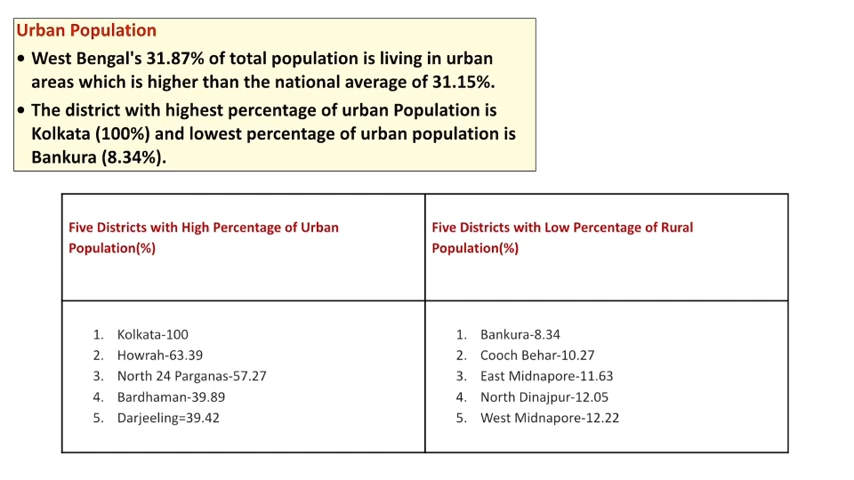 Urban Population
• West Bengal's 31.87% of total population is living in urban
areas which is higher than the national average of 31.15%.
• The district with highest percentage of urban Population is
Kolkata (100%) and lowest percentage of urban population is
Bankura (8.34%).
Five Districts with High Percentage of Urban
Population(%)
Five Districts with Low Percentage of Rural
Population(%)
1. Kolkata-100
2. Howrah-63.39
3. North 24 Parganas-57.27
4. Bardhaman-39.89
5. Darjeeling=39.42
1. Bankura-8.34
2. Cooch Behar-10.27
3. East Midnapore-11.63
4. North Dinajpur-12.05
5. West Midnapore-12.22